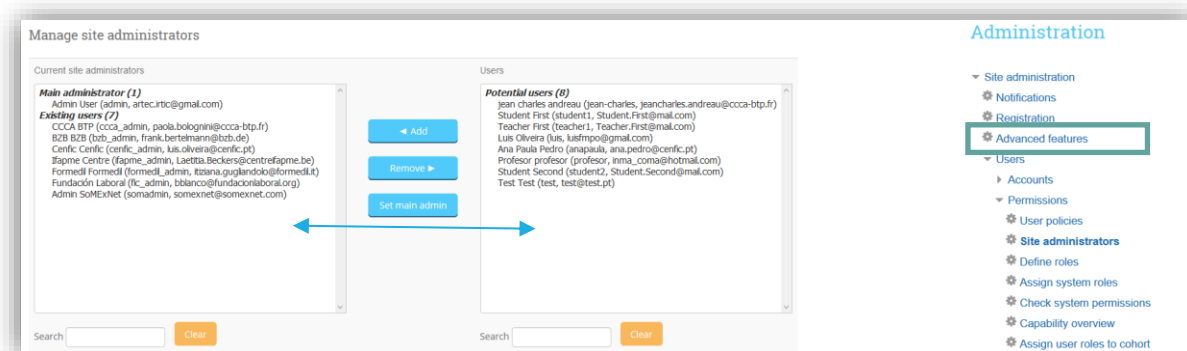 Manage site administrators
Current site administrators
Main administrator (1)
Admin User (admin, artec.irtic@gmail.com)
Existing users (7)
CCCA BTP (ccca_admin, paola.bolognini@ccca-btp.fr)
BZB BZB (bzb_admin, frank.bertelmann@bzb.de)
Cenfic Cenfic (cenfic_admin, luis.oliveira@cenfic.pt)
Ifapme Centre (ifapme_admin, Laetitia.Beckers@centreifapme.be)
Formedil Formedil (formedil_admin, itiziana.gugliandolo@formedil.it)
Fundación Laboral (flc_admin, bblanco@fundacionlaboral.org)
Admin SoMExNet (somadmin, somexnet@somexnet.com)
Search
Clear
◄ Add
Remove ►
Set main admin
Users
Potential users (8)
jean charles andreau (jean-charles, jeancharles.andreau@ccca-btp.fr)
Student First (student1, Student.First@mail.com)
Teacher First (teacher1, Teacher.First@mail.com)
Luis Oliveira (luis, luisfmpo@gmail.com)
Ana Paula Pedro (anapaula, ana.pedro@cenfic.pt)
Profesor profesor (profesor, inma_coma@hotmail.com)
Student Second (student2, Student.Second@mail.com)
Test Test (test, test@test.pt)
Search
Clear
Administration
Site administration
Notifications
Registration
Advanced features
Users
Accounts
Permissions
User policies
Site administrators
Define roles
Assign system roles
Check system permissions
Capability overview
Assign user roles to cohort